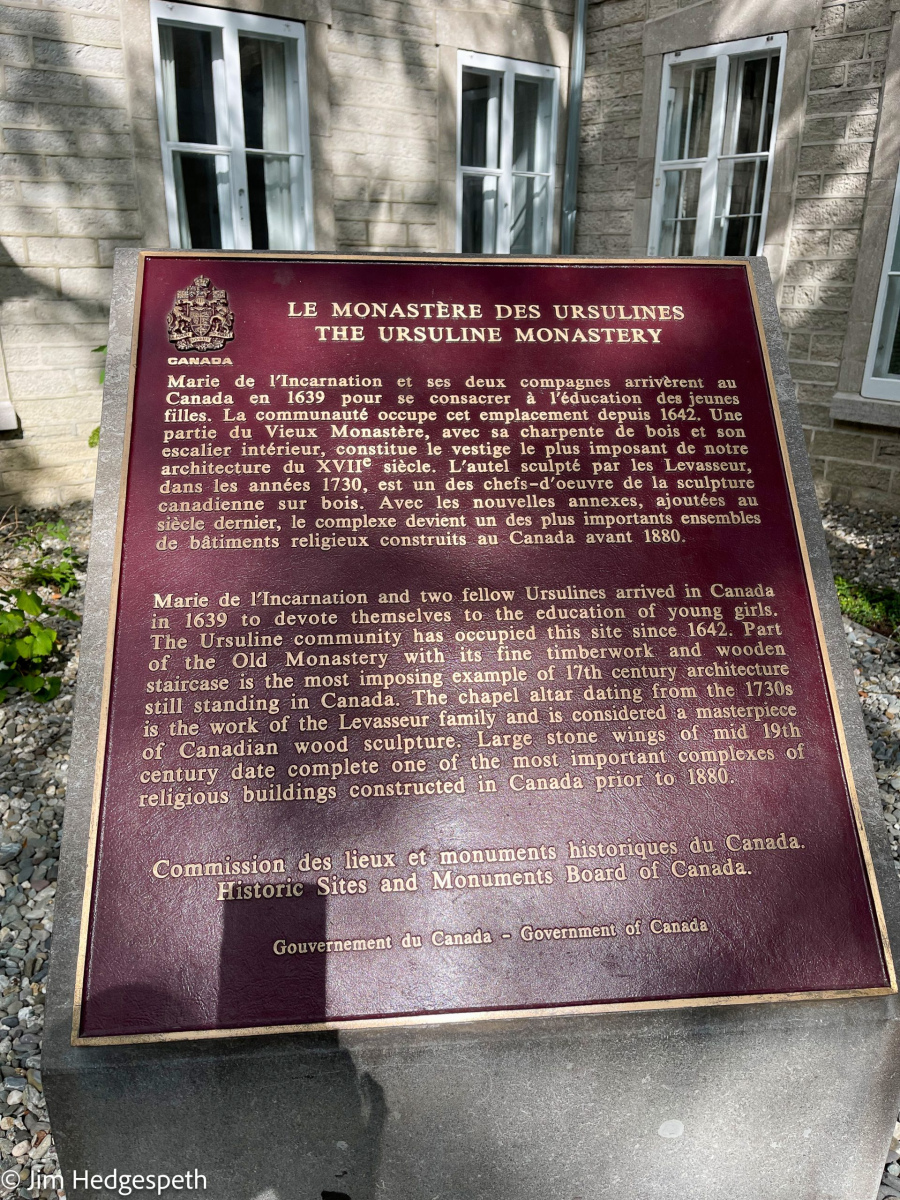 LE MONASTÈRE DES URSULINES
THE URSULINE MONASTERY
CANADA
Marie de l'Incarnation et ses deux compagnes arrivèrent au
Canada en 1639 pour se consacrer à l'éducation des jeunes
filles. La communauté occupe cet emplacement depuis 1642. Une
partie du Vieux Monastère, avec sa charpente de bois et son
escalier intérieur, constitue le vestige le plus imposant de notre
architecture du XVIIe siècle. L'autel sculpté par les Levasseur,
dans les années 1730, est un des chefs-d'oeuvre de la sculpture
canadienne sur bois. Avec les nouvelles annexes, ajoutées au
siècle dernier, le complexe devient un des plus importants ensembles
de bâtiments religieux construits au Canada avant 1880.
Marie de l'Incarnation and two fellow Ursulines arrived in Canada
in 1639 to devote themselves to the education of young girls.
The Ursuline community has occupied this site since 1642. Part
of the Old Monastery with its fine timberwork and wooden
staircase is the most imposing example of 17th century architecture
still standing in Canada. The chapel altar dating from the 1730s
is the work of the Levasseur family and is considered a masterpiece
of Canadian wood sculpture. Large stone wings of mid 19th
century date complete one of the most important complexes of
religious buildings constructed in Canada prior to 1880.
Commission des lieux et monuments historiques du Canada.
Historic Sites and Monuments Board of Canada.
Gouvernement du Canada - Government of Canada
© Jim Hedgespeth